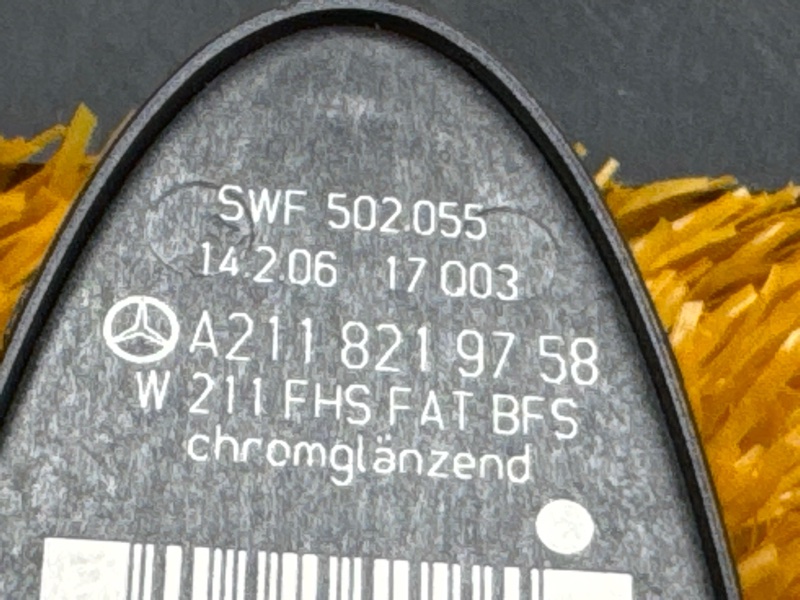 SWF 502.055
14.2.06 17 003
A211 821 97 58
W 211 FHS FAT BFS
chromglänzend